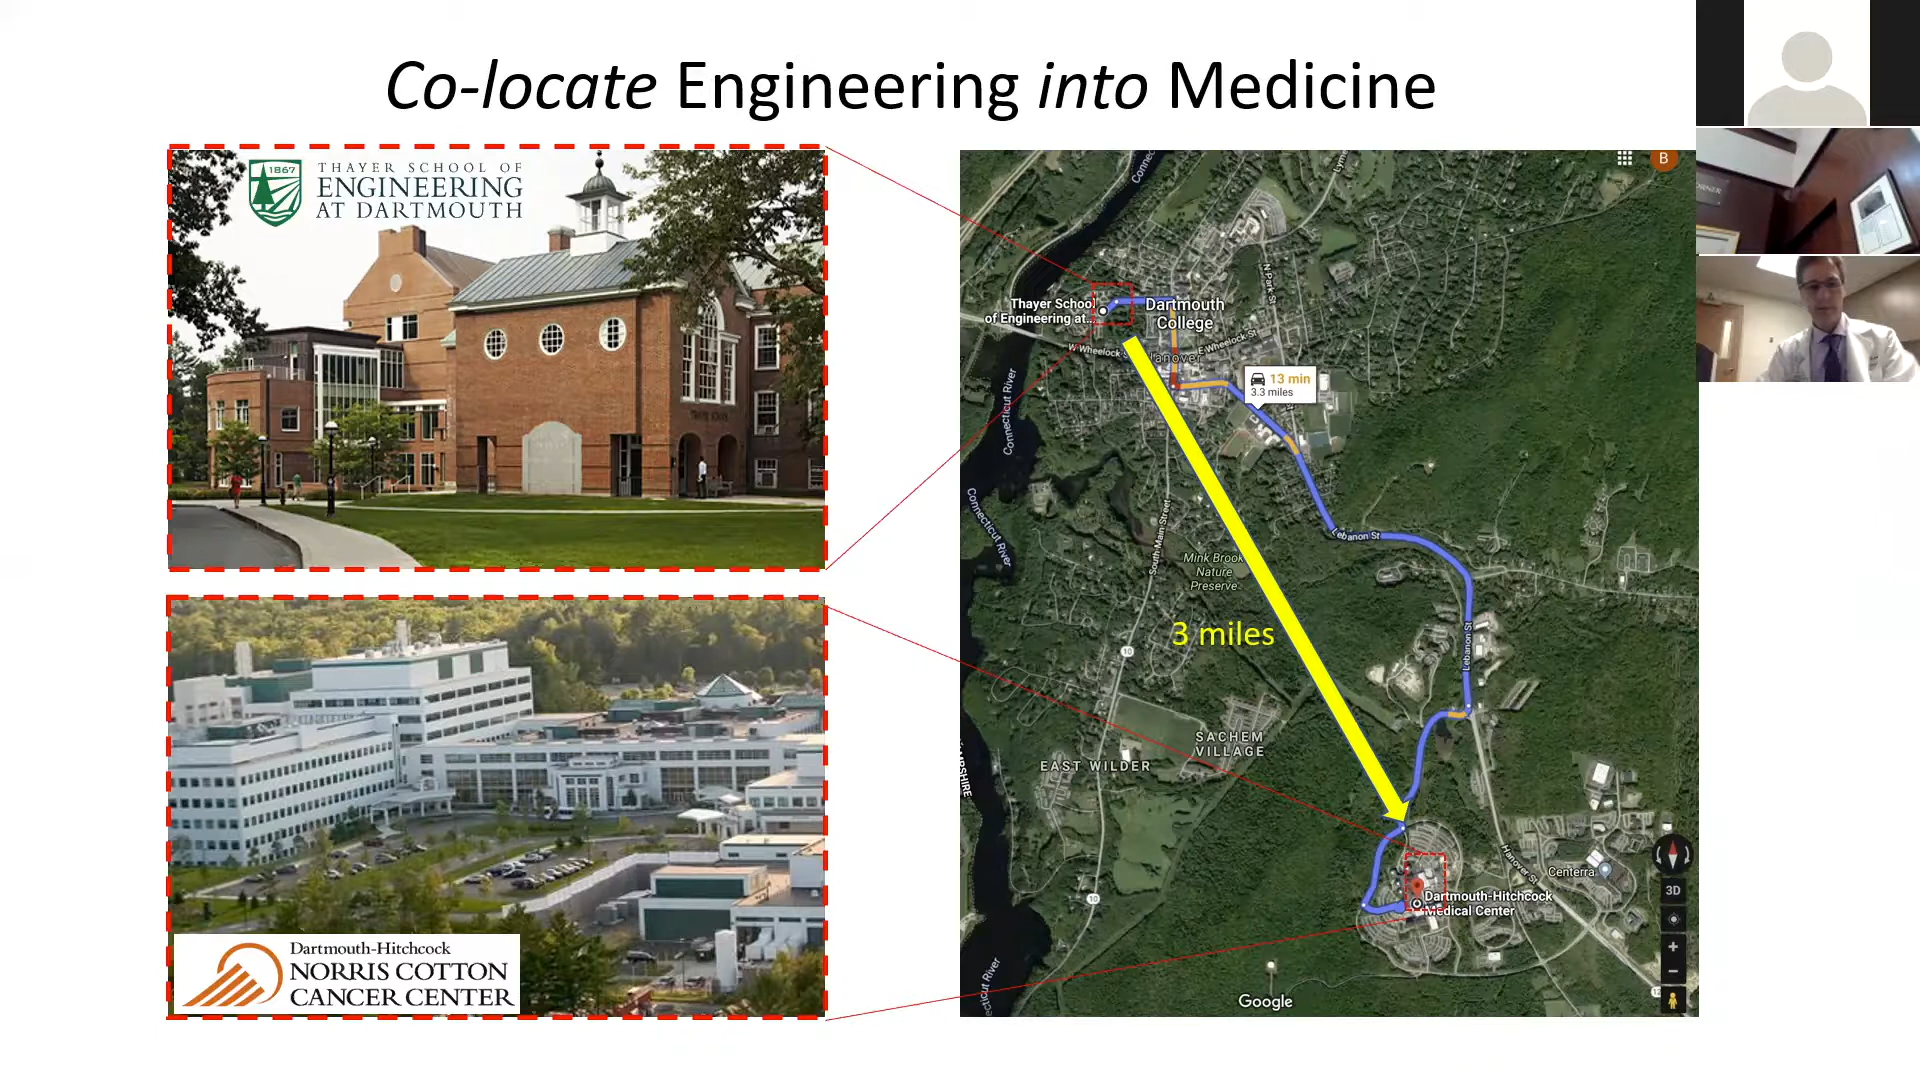 Co-locate Engineering into Medicine
1867
THAYER SCHOOL OF
ENGINEERING
AT DARTMOUTH
THAYER SCHOOL
Dartmouth-Hitchcock
NORRIS COTTON
CANCER CENTER
B
Thayer School
of Engineering at...
Dartmouth
College
N Park St
W Wheelock S
E Wheelock St
Hanover
13 min
3.3 miles
Connecticut River
Connecticut River
South Main Street
Lebanon St
Mink Brook
Nature
Preserve
3 miles
Lebanon St
10
SACHEM
VILLAGE
EAST WILDER
Hanover St
Centerra
Dartmouth-Hitchcock
Medical Center
10
3D
+
−
Google